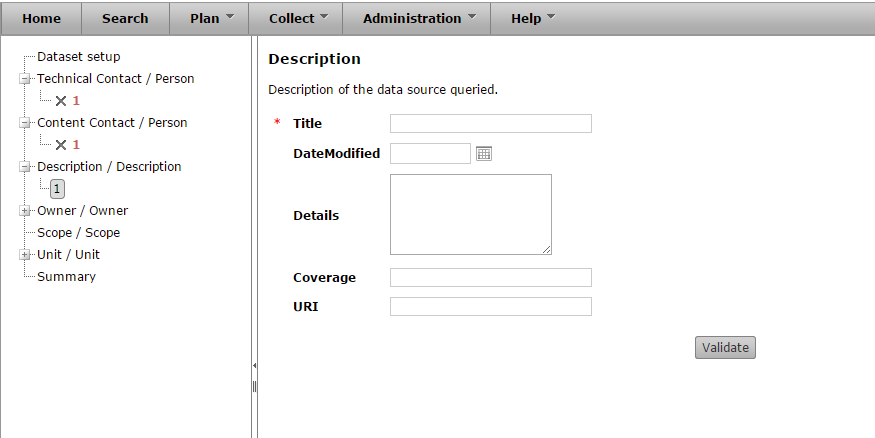 Home Search Plan Collect Administration Help
Dataset setup
Technical Contact / Person
1
Content Contact / Person
1
Description / Description
1
Owner / Owner
Scope / Scope
Unit / Unit
Summary
Description
Description of the data source queried.
* Title
DateModified
Details
Coverage
URI
Validate